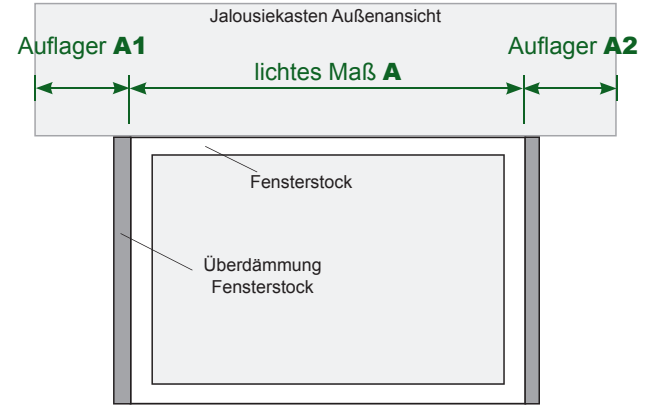 Jalousiekasten Außenansicht
Auflager A1
Auflager A2
lichtes Maß A
Fensterstock
Überdämmung
Fensterstock